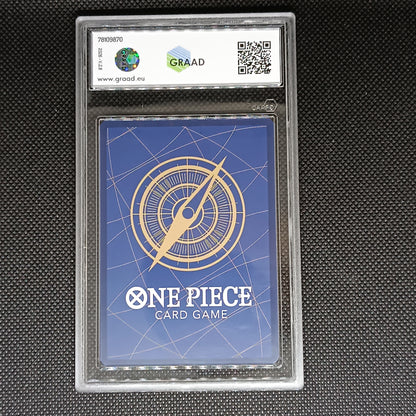 78109870
GRAAD
www.graad.eu
ONE PIECE
CARD GAME